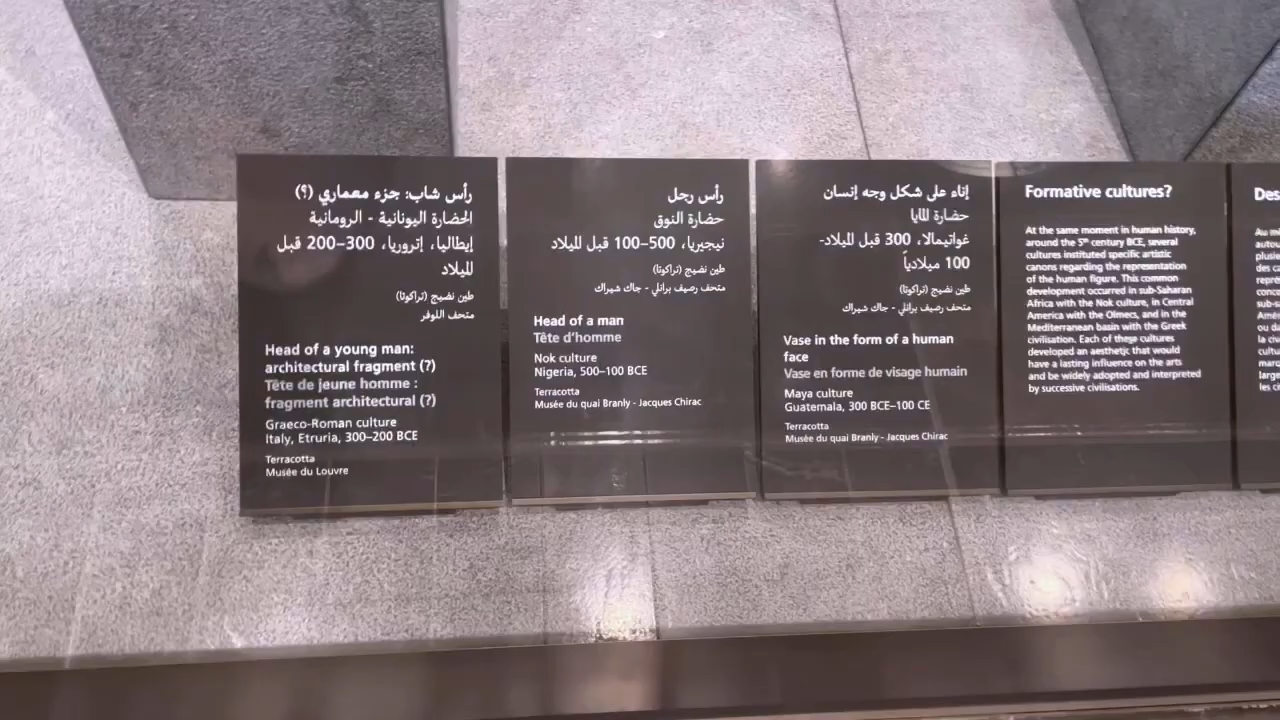 رأس شاب: جزء معماري (؟)
الحضارة اليونانية - الرومانية
إيطاليا، إتروريا، 300–200 قبل
الميلاد
طين نضيج (تراكوتا)
متحف اللوفر
Head of a young man:
architectural fragment (?)
Tête de jeune homme :
fragment architectural (?)
Graeco-Roman culture
Italy, Etruria, 300–200 BCE
Terracotta
Musée du Louvre
رأس رجل
حضارة النوق
نيجيريا، 500–100 قبل الميلاد
طين نضيج (تراكوتا)
متحف رصيف برانلي - جاك شيراك
Head of a man
Tête d'homme
Nok culture
Nigeria, 500–100 BCE
Terracotta
Musée du quai Branly - Jacques Chirac
إناء على شكل وجه إنسان
حضارة المايا
غواتيمالا، 300 قبل الميلاد-
100 ميلادياً
طين نضيج (تراكوتا)
متحف رصيف برانلي - جاك شيراك
Vase in the form of a human
face
Vase en forme de visage humain
Maya culture
Guatemala, 300 BCE–100 CE
Terracotta
Musée du quai Branly - Jacques Chirac
Formative cultures?
At the same moment in human history,
around the 5th century BCE, several
cultures instituted specific artistic
canons regarding the representation
of the human figure. This common
development occurred in sub-Saharan
Africa with the Nok culture, in Central
America with the Olmecs, and in the
Mediterranean basin with the Greek
civilisation. Each of these cultures
developed an aesthetic that would
have a lasting influence on the arts
and be widely adopted and interpreted
by successive civilisations.
Des